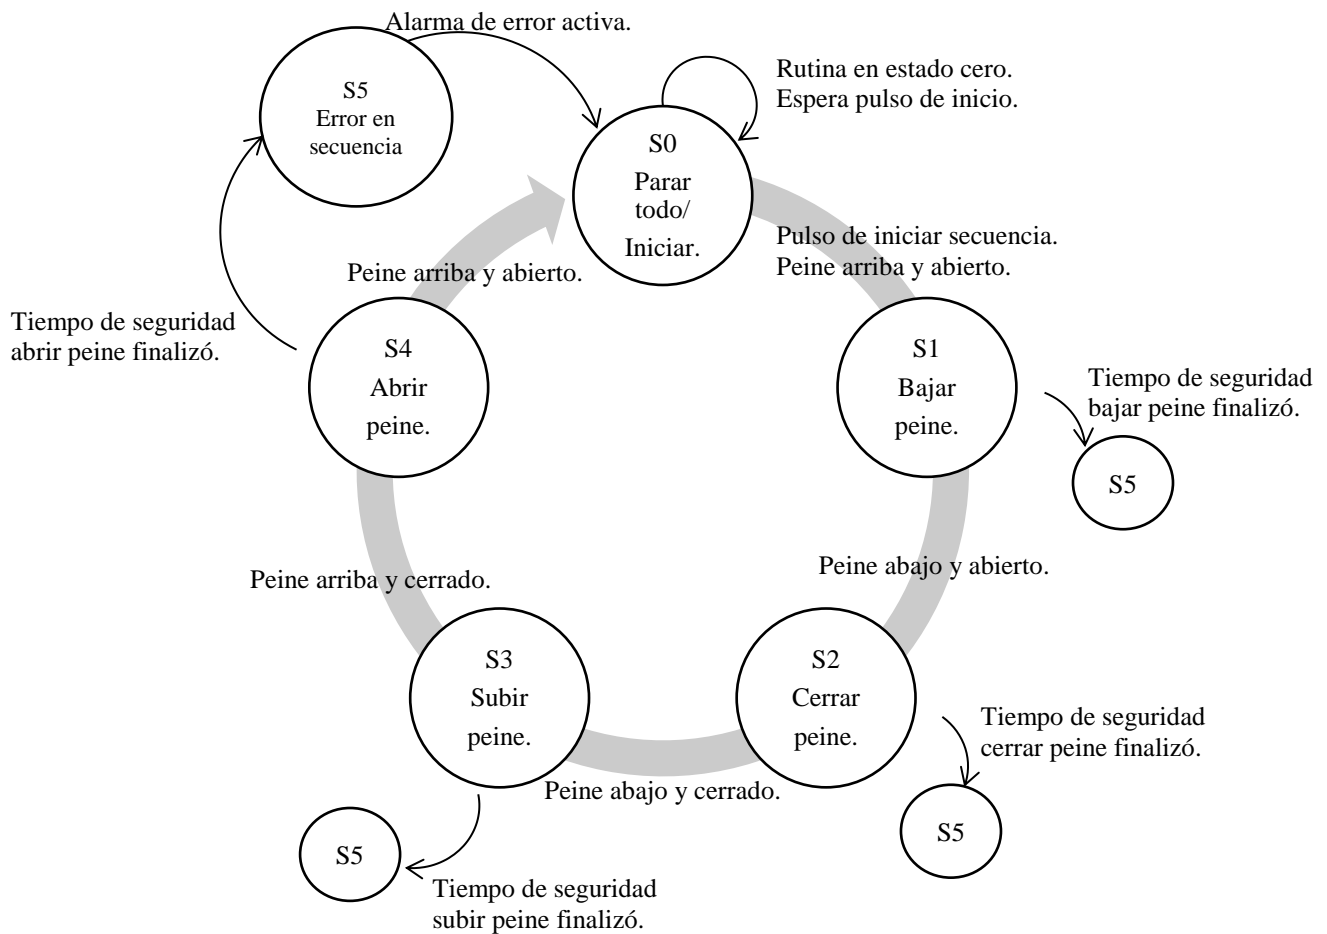 Alarma de error activa.
S5
Error en
secuencia
Rutina en estado cero.
Espera pulso de inicio.
S0
Parar
todo/
Iniciar.
Pulso de iniciar secuencia.
Peine arriba y abierto.
Peine arriba y abierto.
Tiempo de seguridad
abrir peine finalizó.
S4
Abrir
peine.
S1
Bajar
peine.
Tiempo de seguridad
bajar peine finalizó.
S5
Peine arriba y cerrado.
Peine abajo y abierto.
S3
Subir
peine.
S2
Cerrar
peine.
Tiempo de seguridad
cerrar peine finalizó.
Peine abajo y cerrado.
S5
S5
Tiempo de seguridad
subir peine finalizó.